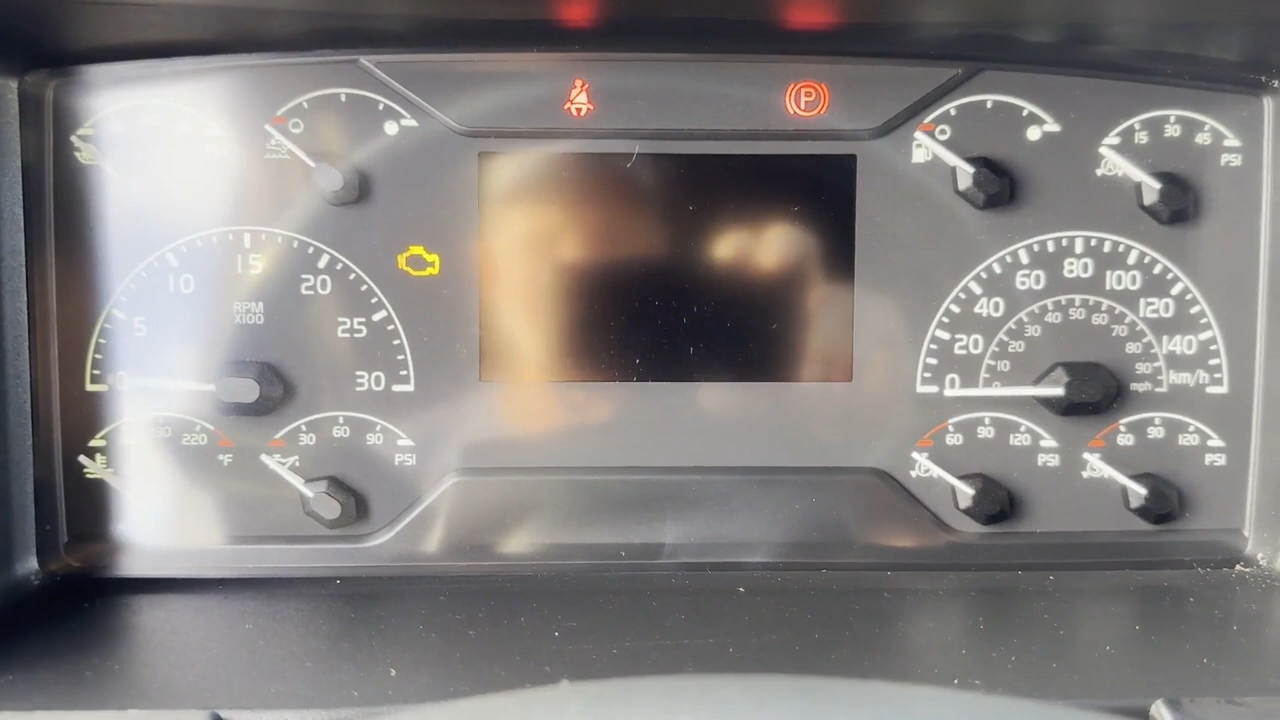 P
15 30 45
PSI
5 10 15 20 25 30
RPM
X100
0 20 40 60 80 100 120 140
km/h
0 10 20 30 40 50 60 70 80 90
mph
220
°F
30 60 90
PSI
60 90 120
PSI
60 90 120
PSI